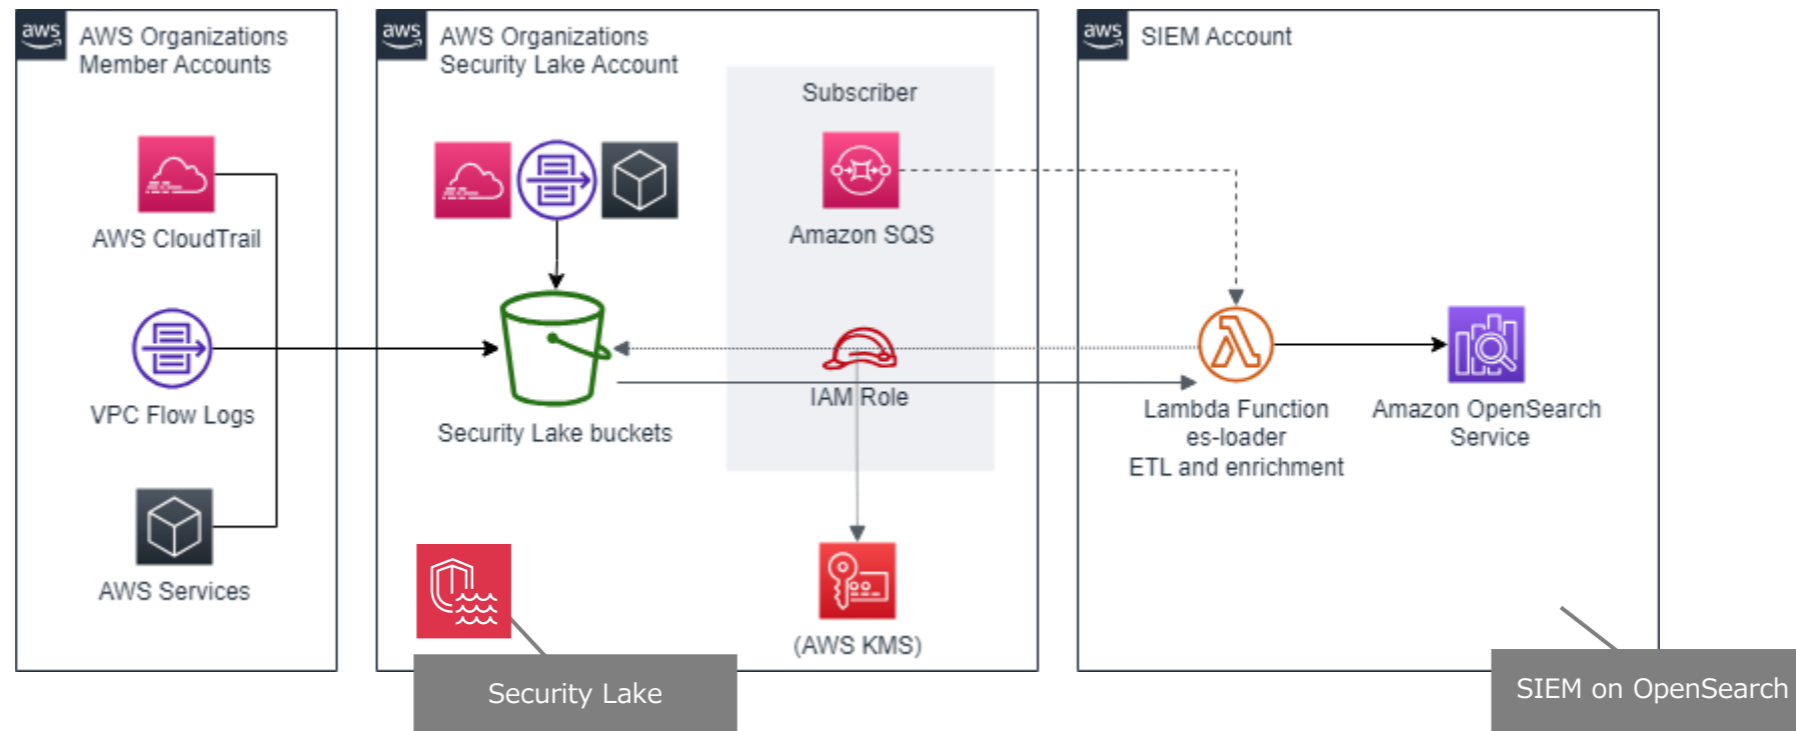 aws
AWS Organizations
Member Accounts
AWS CloudTrail
VPC Flow Logs
AWS Services
aws
AWS Organizations
Security Lake Account
Subscriber
Amazon SQS
IAM Role
Security Lake buckets
(AWS KMS)
Security Lake
aws
SIEM Account
Lambda Function
es-loader
ETL and enrichment
Amazon OpenSearch
Service
SIEM on OpenSearch